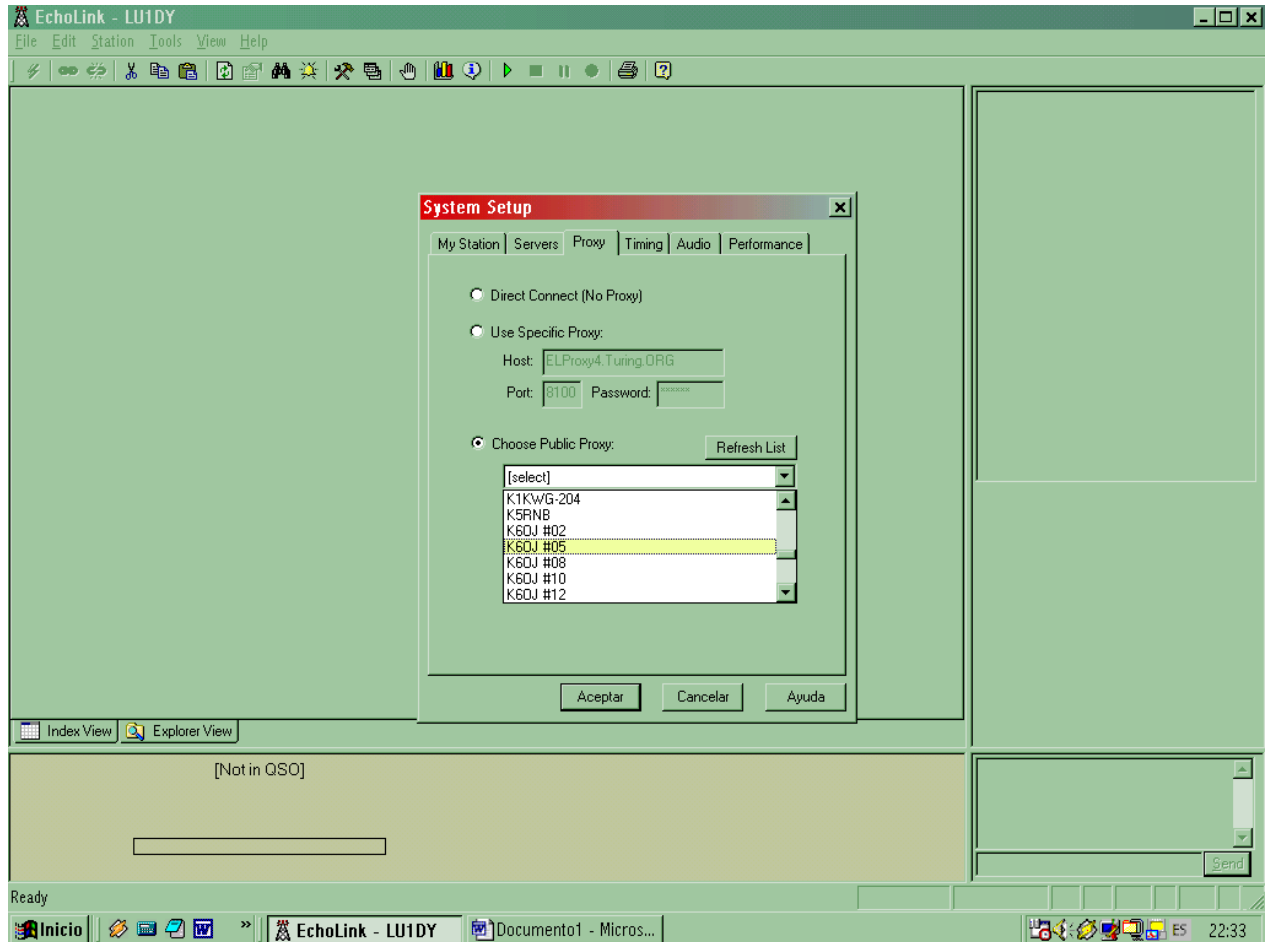 EchoLink - LU1DY
File Edit Station Tools View Help
System Setup
My Station Servers Proxy Timing Audio Performance
Direct Connect (No Proxy)
Use Specific Proxy:
Host: ELProxy4.Turing.ORG
Port: 8100 Password: ******
Choose Public Proxy: Refresh List
[select]
K1KWG-204
K5RNB
K6OJ #02
K6OJ #05
K6OJ #08
K6OJ #10
K6OJ #12
Aceptar Cancelar Ayuda
Index View Explorer View
[Not in QSO]
Send
Ready
Inicio » EchoLink - LU1DY Documento1 - Micros... ES 22:33